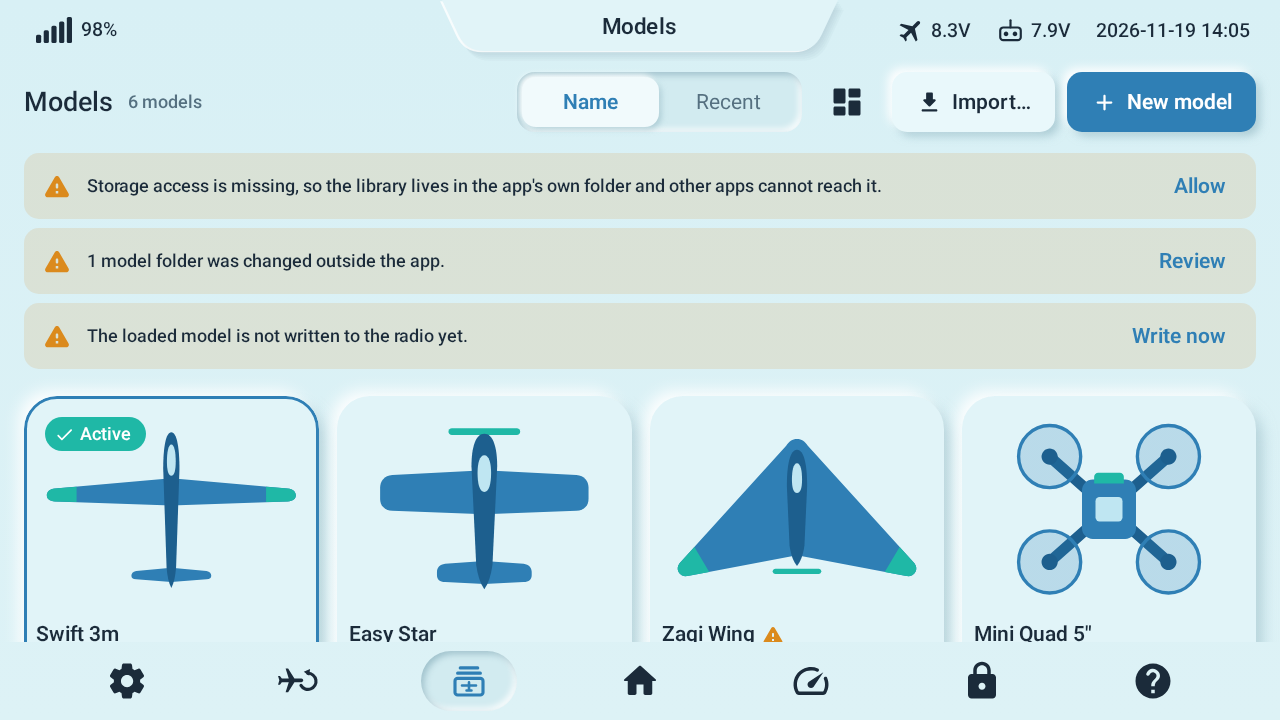 98%
Models
8.3V
7.9V
2026-11-19 14:05
Models
6 models
Name
Recent
Import…
New model
Storage access is missing, so the library lives in the app's own folder and other apps cannot reach it.
Allow
1 model folder was changed outside the app.
Review
The loaded model is not written to the radio yet.
Write now
Active
Swift 3m
Easy Star
Zagi Wing
Mini Quad 5"